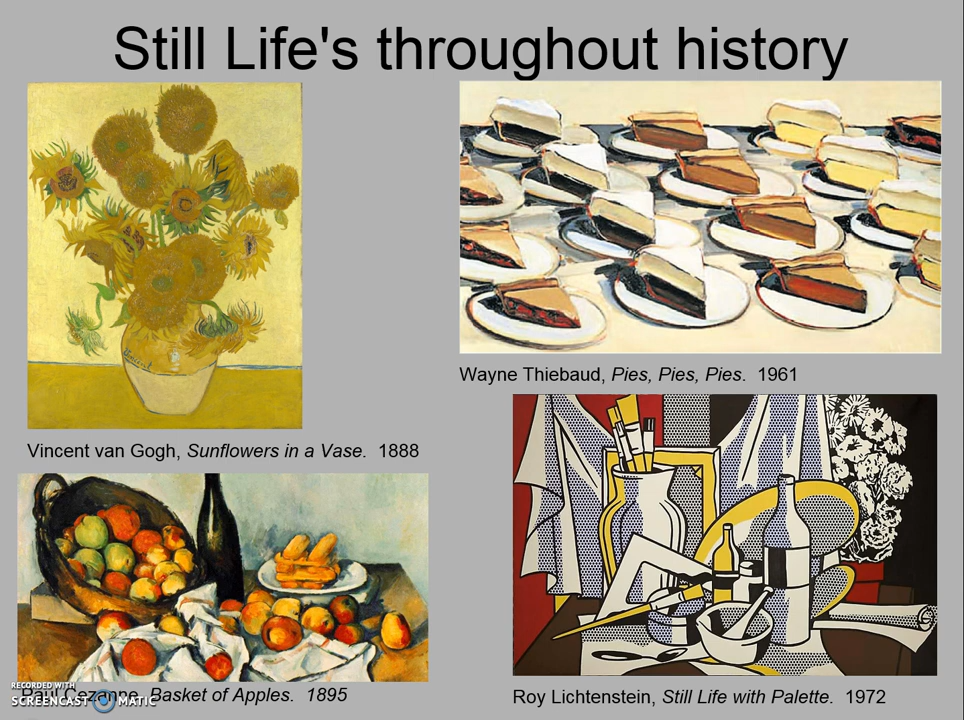 Still Life's throughout history
Wayne Thiebaud, Pies, Pies, Pies. 1961
Vincent van Gogh, Sunflowers in a Vase. 1888
Vincent
Paul Cezanne, Basket of Apples. 1895
RECORDED WITH
SCREENCAST MATIC
Roy Lichtenstein, Still Life with Palette. 1972